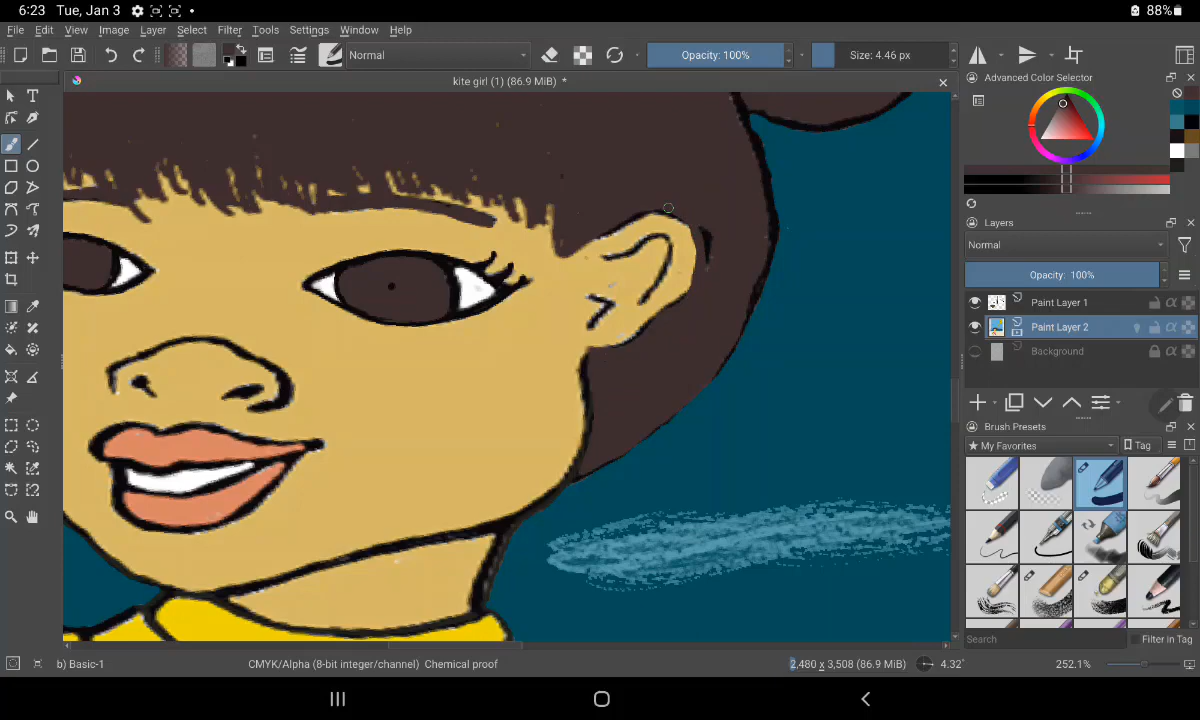 6:23 Tue, Jan 3
88%
File Edit View Image Layer Select Filter Tools Settings Window Help
Normal
Opacity: 100%
Size: 4.46 px
kite girl (1) (86.9 MiB) *
Advanced Color Selector
Layers
Normal
Opacity: 100%
Paint Layer 1
Paint Layer 2
Background
Brush Presets
My Favorites
Tag
Search
Filter in Tag
b) Basic-1
CMYK/Alpha (8-bit integer/channel) Chemical proof
2,480 x 3,508 (86.9 MiB)
4.32°
252.1%